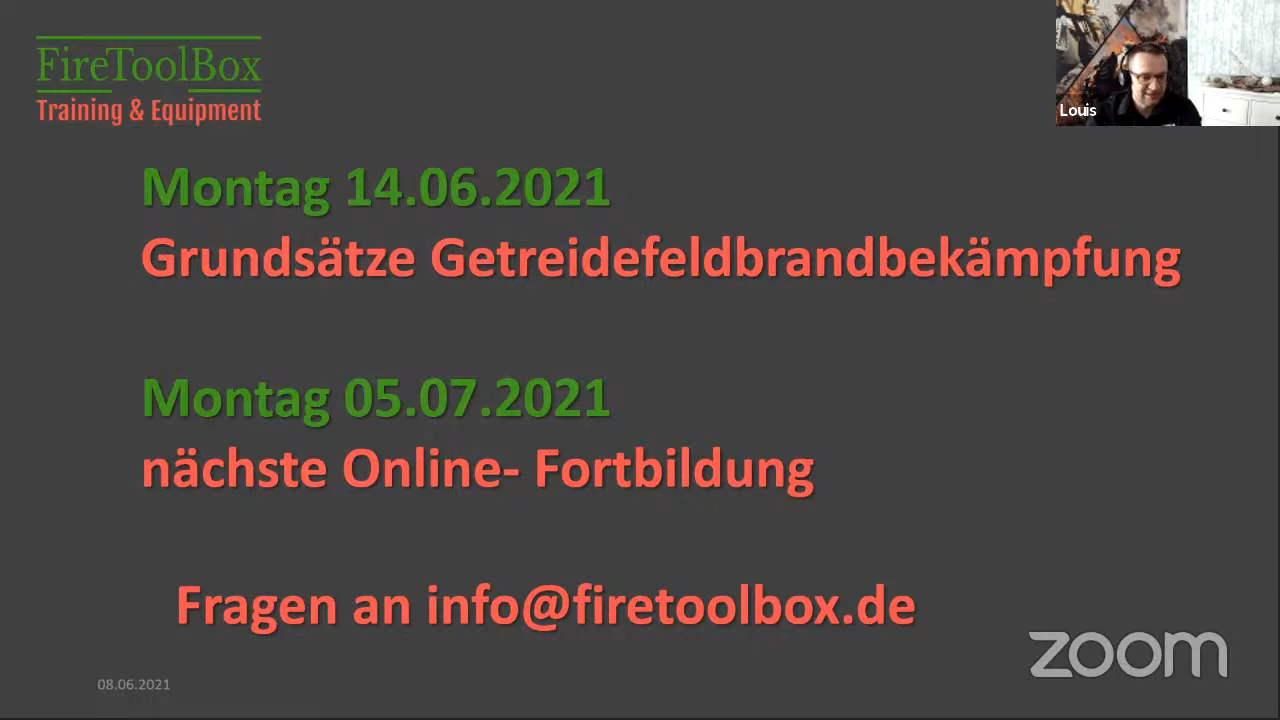 FireToolBox
Training & Equipment
Louis
Montag 14.06.2021
Grundsätze Getreidefeldbrandbekämpfung
Montag 05.07.2021
nächste Online- Fortbildung
Fragen an info@firetoolbox.de
zoom
08.06.2021